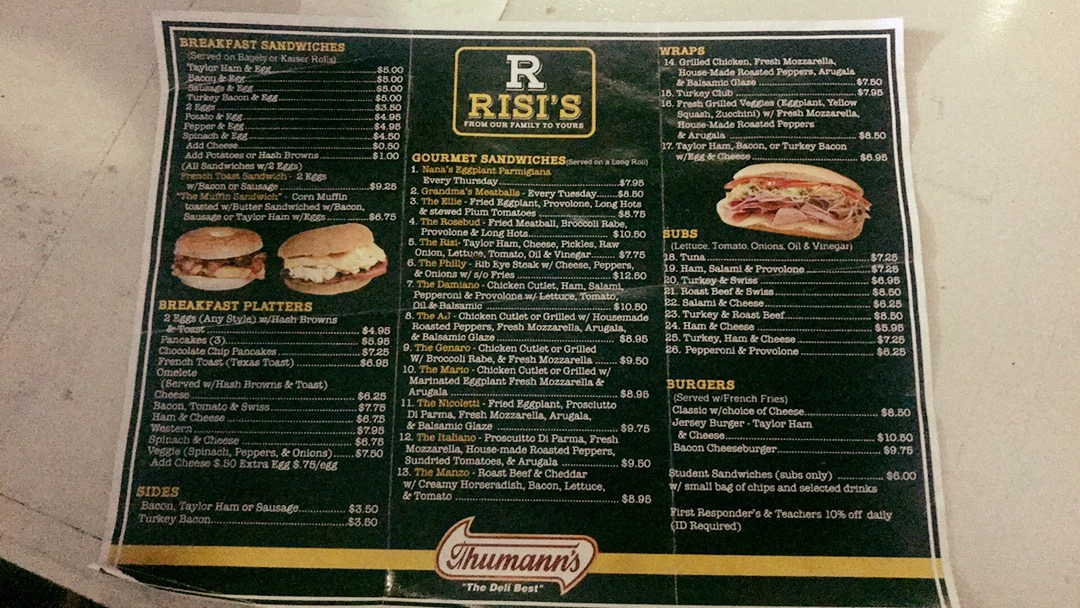 BREAKFAST SANDWICHES
(Served on Bagels or Kaiser Rolls)
Taylor Ham & Egg $5.00
Bacon & Egg $5.00
Sausage & Egg $5.00
Turkey Bacon & Egg $5.00
2 Eggs $3.50
Potato & Egg $4.95
Pepper & Egg $4.95
Spinach & Egg $4.50
Add Cheese $0.50
Add Potatoes or Hash Browns $1.00
(All Sandwiches w/2 Eggs)
French Toast Sandwich - 2 Eggs
w/Bacon or Sausage $9.25
"The Muffin Sandwich" - Corn Muffin
toasted w/Butter Sandwiched w/Bacon,
Sausage or Taylor Ham w/Eggs $6.75
BREAKFAST PLATTERS
2 Eggs (Any Style) w/Hash Browns
& Toast $4.95
Pancakes (3) $5.95
Chocolate Chip Pancakes $7.25
French Toast (Texas Toast) $6.95
Omelete
(Served w/Hash Browns & Toast)
Cheese $6.25
Bacon, Tomato & Swiss $7.75
Ham & Cheese $6.75
Western $7.95
Spinach & Cheese $6.75
Veggie (Spinach, Peppers, & Onions) $7.50
Add Cheese $.50 Extra Egg $.75/egg
SIDES
Bacon, Taylor Ham or Sausage $3.50
Turkey Bacon $3.50
R
RISI'S
FROM OUR FAMILY TO YOURS
GOURMET SANDWICHES (Served on a Long Roll)
1. Nana's Eggplant Parmigiana
Every Thursday $7.95
2. Grandma's Meatballs - Every Tuesday $8.50
3. The Ellie - Fried Eggplant, Provolone, Long Hots
& stewed Plum Tomatoes $8.75
4. The Rosebud - Fried Meatball, Broccoli Rabe,
Provolone & Long Hots $10.50
5. The Risi- Taylor Ham, Cheese, Pickles, Raw
Onion, Lettuce, Tomato, Oil & Vinegar $7.75
6. The Philly - Rib Eye Steak w/ Cheese, Peppers,
& Onions w/ s/o Fries $12.50
7. The Damiano - Chicken Cutlet, Ham, Salami,
Pepperoni & Provolone w/ Lettuce, Tomato,
Oil & Balsamic $10.50
8. The AJ - Chicken Cutlet or Grilled w/ Housemade
Roasted Peppers, Fresh Mozzarella, Arugala,
& Balsamic Glaze $8.95
9. The Genaro - Chicken Cutlet or Grilled
W/ Broccoli Rabe, & Fresh Mozzarella $9.50
10. The Mario - Chicken Cutlet or Grilled w/
Marinated Eggplant Fresh Mozzarella &
Arugala $8.95
11. The Nicoletti - Fried Eggplant, Prosciutto
Di Parma, Fresh Mozzarella, Arugala,
& Balsamic Glaze $9.75
12. The Italiano - Proscuitto Di Parma, Fresh
Mozzarella, House-made Roasted Peppers,
Sundried Tomatoes, & Arugala $9.50
13. The Manzo - Roast Beef & Cheddar
w/ Creamy Horseradish, Bacon, Lettuce,
& Tomato $8.95
WRAPS
14. Grilled Chicken, Fresh Mozzarella,
House-Made Roasted Peppers, Arugala
& Balsamic Glaze $7.50
15. Turkey Club $7.95
16. Fresh Grilled Veggies (Eggplant, Yellow
Squash, Zucchini) w/ Fresh Mozzarella,
House-Made Roasted Peppers
& Arugala $8.50
17. Taylor Ham, Bacon, or Turkey Bacon
w/Egg & Cheese $6.95
SUBS
(Lettuce, Tomato, Onions, Oil & Vinegar)
18. Tuna $7.25
19. Ham, Salami & Provolone $7.25
20. Turkey & Swiss $6.95
21. Roast Beef & Swiss $8.50
22. Salami & Cheese $6.25
23. Turkey & Roast Beef $8.50
24. Ham & Cheese $5.95
25. Turkey, Ham & Cheese $7.25
26. Pepperoni & Provolone $6.25
BURGERS
(Served w/French Fries)
Classic w/choice of Cheese $8.50
Jersey Burger - Taylor Ham
& Cheese $10.50
Bacon Cheeseburger $9.75
Student Sandwiches (subs only) $6.00
w/ small bag of chips and selected drinks
First Responder's & Teachers 10% off daily
(ID Required)
Thumann's
"The Deli Best"